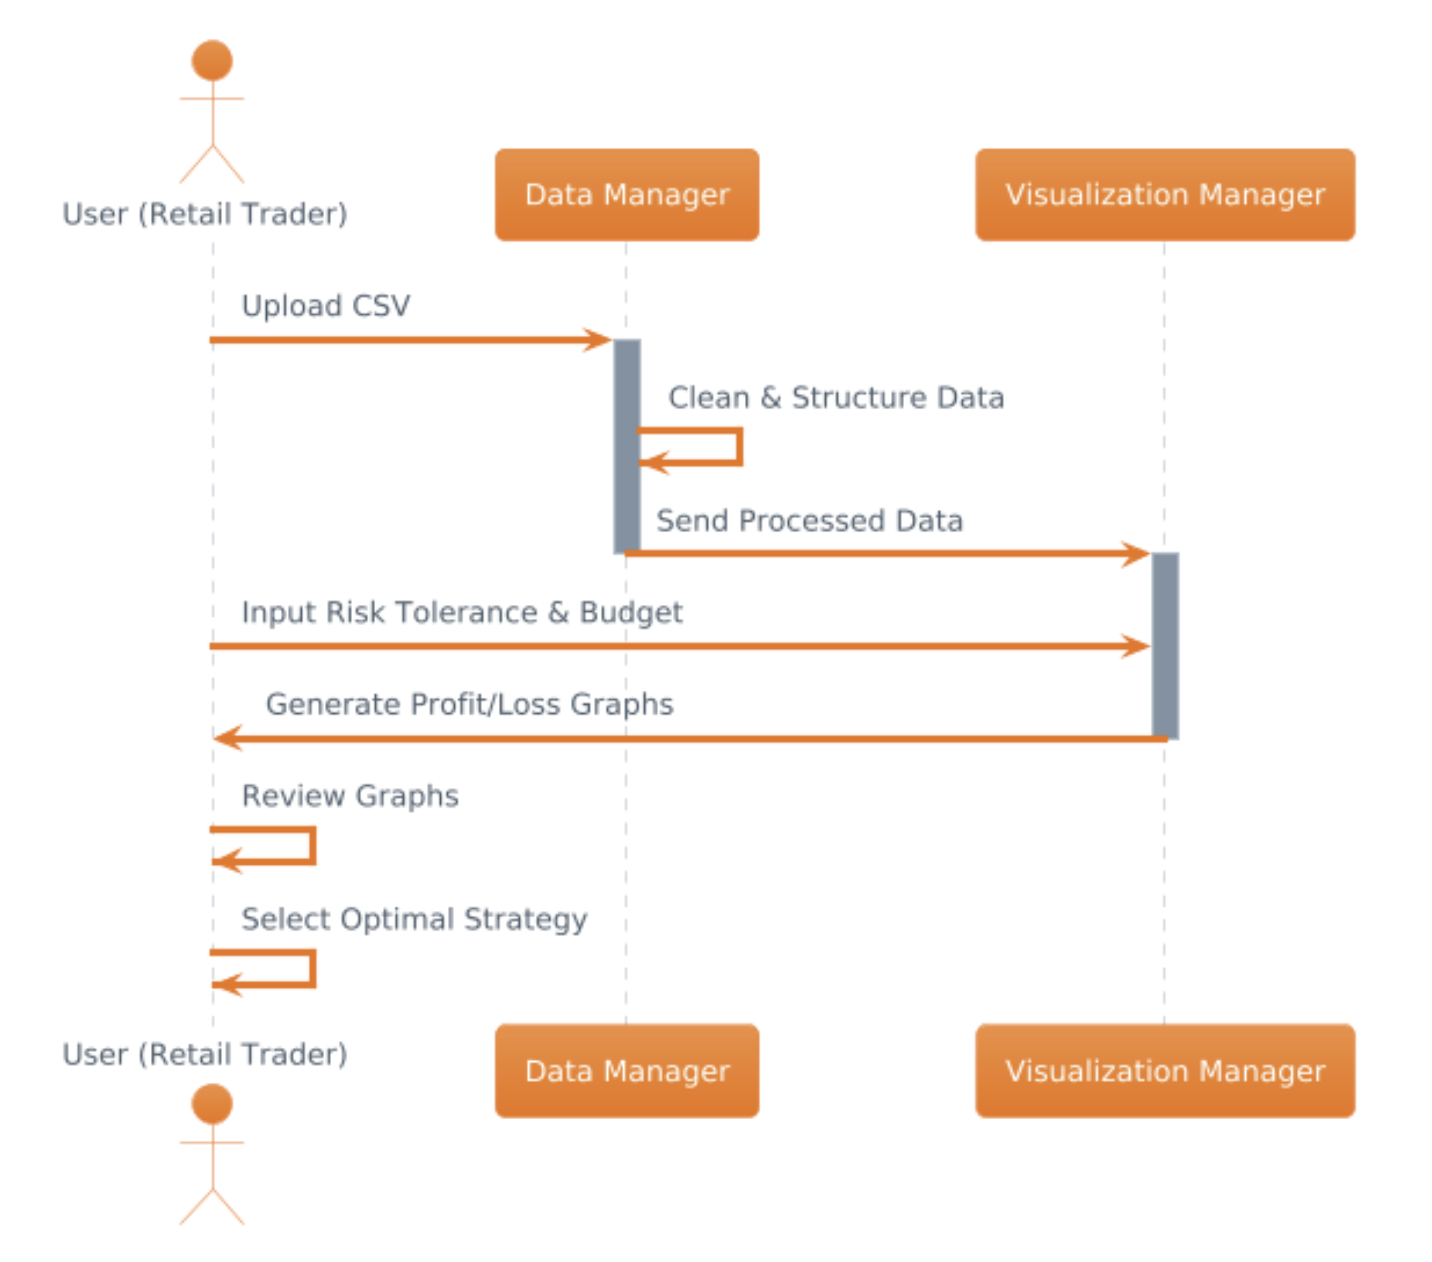 User (Retail Trader)
Data Manager
Visualization Manager
Upload CSV
Clean & Structure Data
Send Processed Data
Input Risk Tolerance & Budget
Generate Profit/Loss Graphs
Review Graphs
Select Optimal Strategy
User (Retail Trader)
Data Manager
Visualization Manager